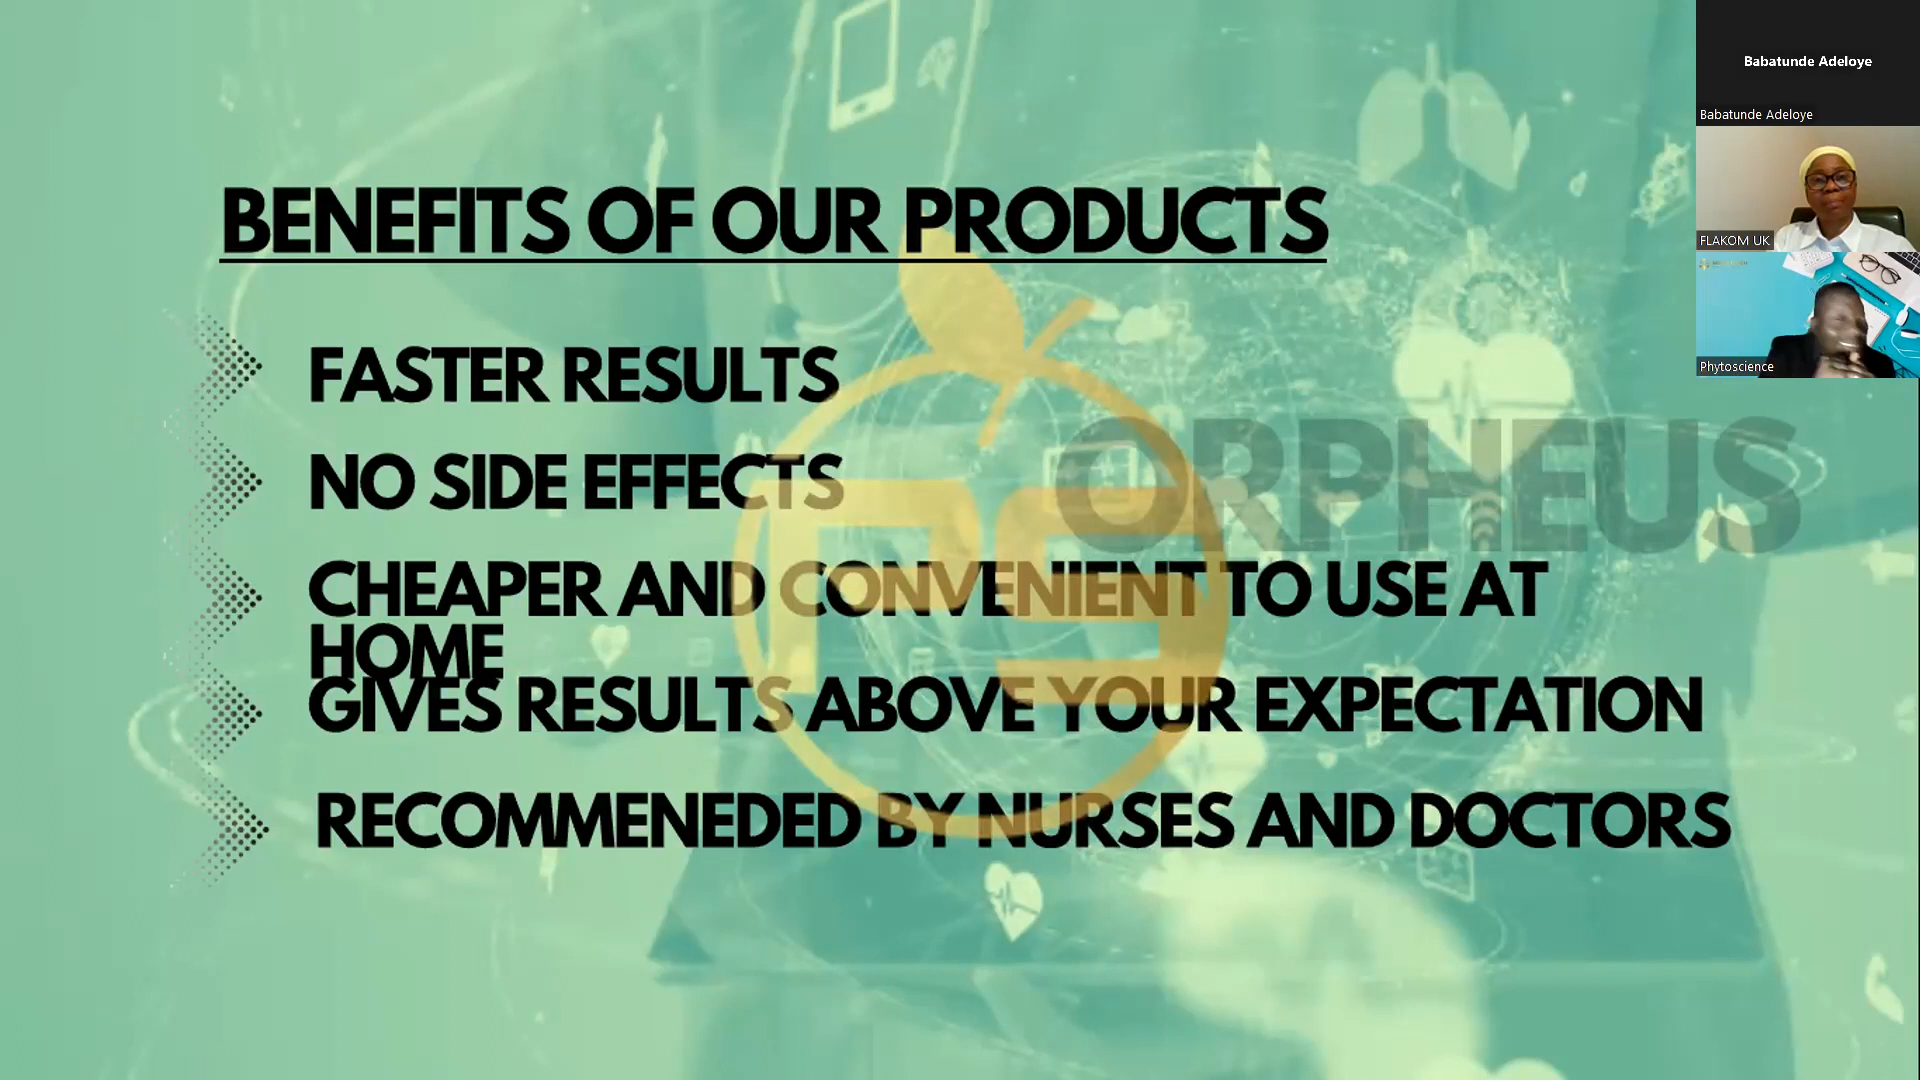 BENEFITS OF OUR PRODUCTS
FASTER RESULTS
NO SIDE EFFECTS
CHEAPER AND CONVENIENT TO USE AT
HOME
GIVES RESULTS ABOVE YOUR EXPECTATION
RECOMMENEDED BY NURSES AND DOCTORS
ORPHEUS
PS
Babatunde Adeloye
Babatunde Adeloye
FLAKOM UK
Phytoscience